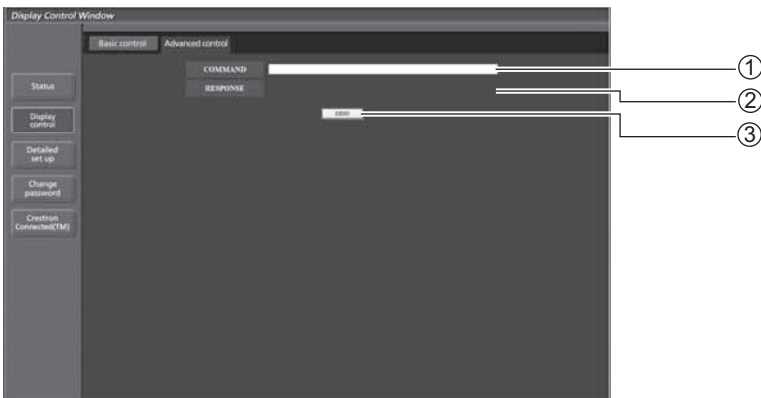 Display Control Window
Basic control
Advanced control
COMMAND
①
RESPONSE
②
Status
③
Display
control
Detailed
set up
Change
password
Crestron
Connected(TM)